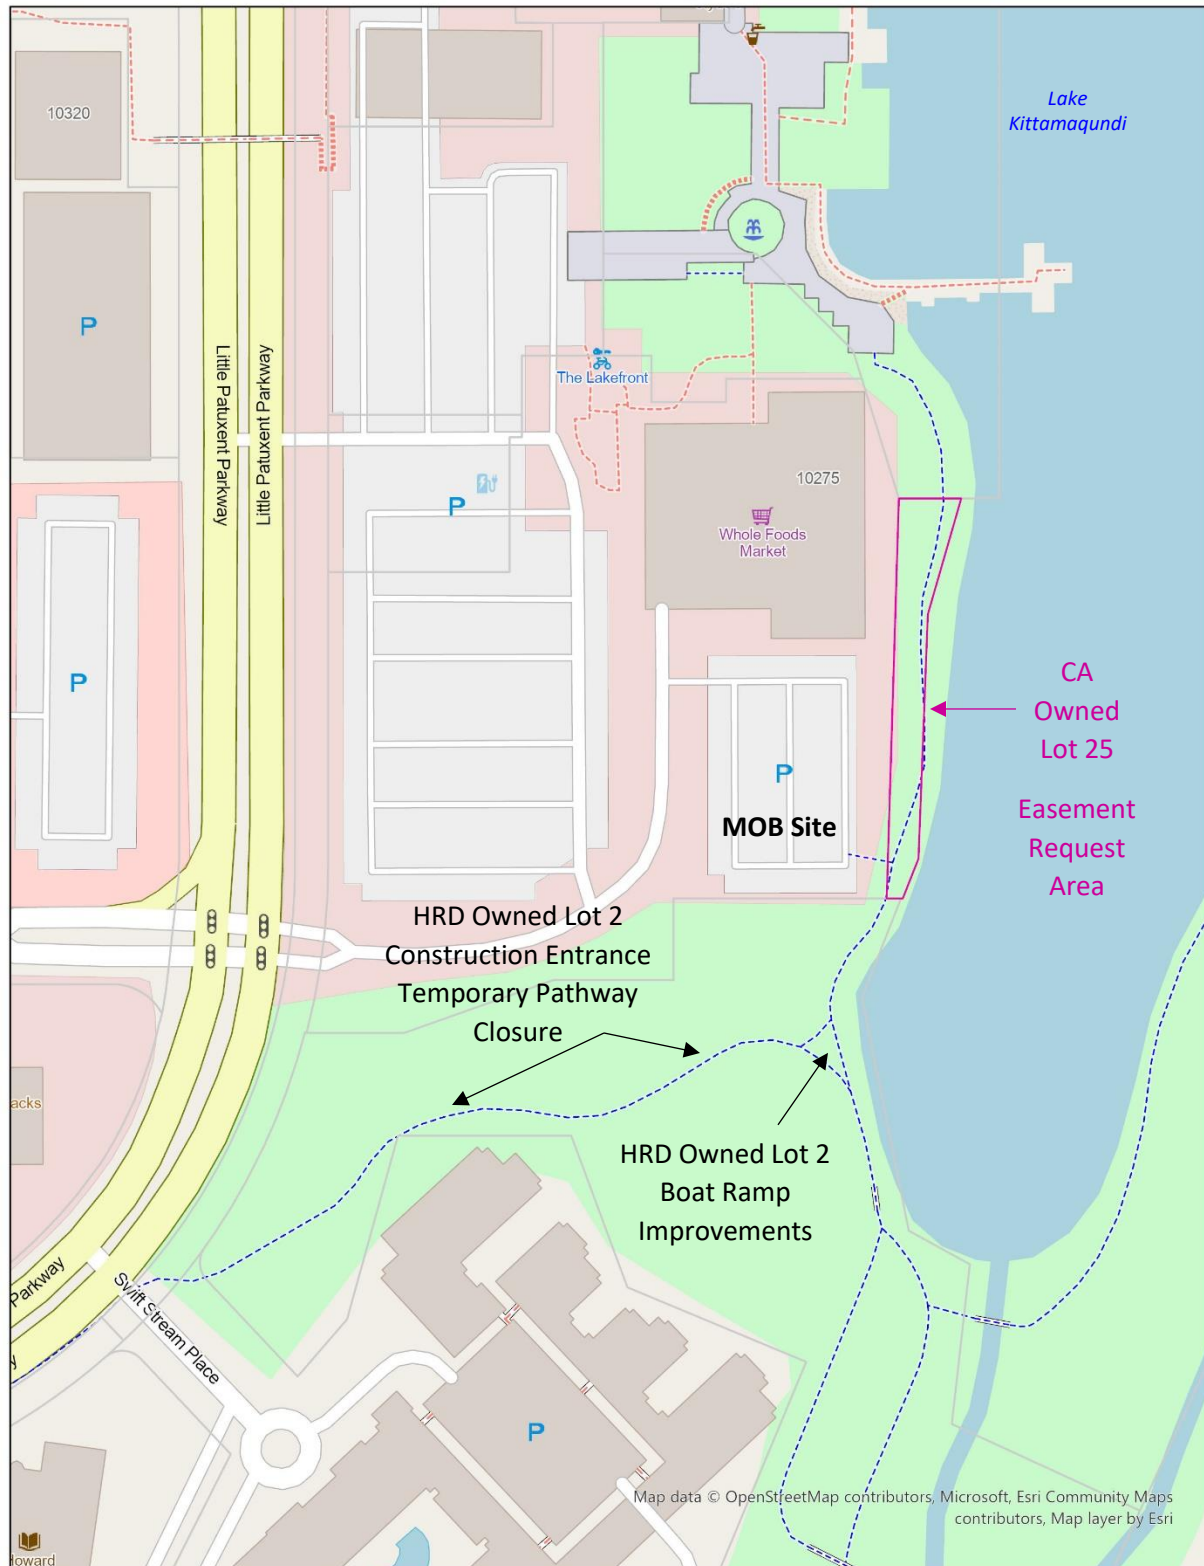 Lake
Kittamaqundi
10320
P
Little Patuxent Parkway
Little Patuxent Parkway
The Lakefront
P
10275
Whole Foods
Market
P
CA
Owned
Lot 25
Easement
Request
Area
P
MOB Site
HRD Owned Lot 2
Construction Entrance
Temporary Pathway
Closure
acks
HRD Owned Lot 2
Boat Ramp
Improvements
Parkway
y
Swift Stream Place
P
Howard
Map data © OpenStreetMap contributors, Microsoft, Esri Community Maps
contributors, Map layer by Esri